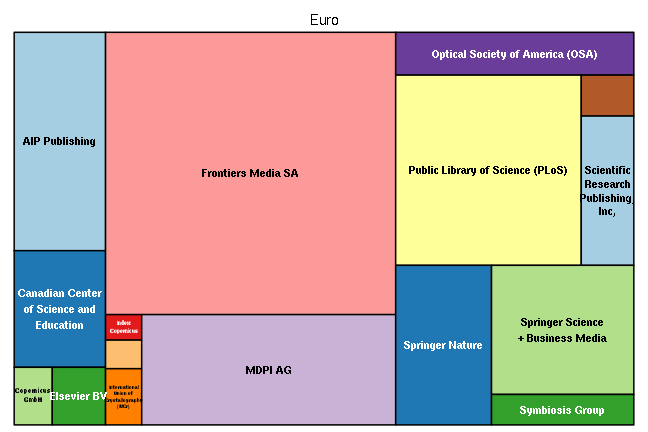 Euro
AIP Publishing
Frontiers Media SA
Optical Society of America (OSA)
Public Library of Science (PLoS)
Scientific
Research
Publishing,
Inc,
Canadian Center
of Science and
Education
Index
Copernicus
MDPI AG
Springer Nature
Springer Science
+ Business Media
Copernicus
GmbH
Elsevier BV
International
Union of
Crystallography
(IUCr)
Symbiosis Group